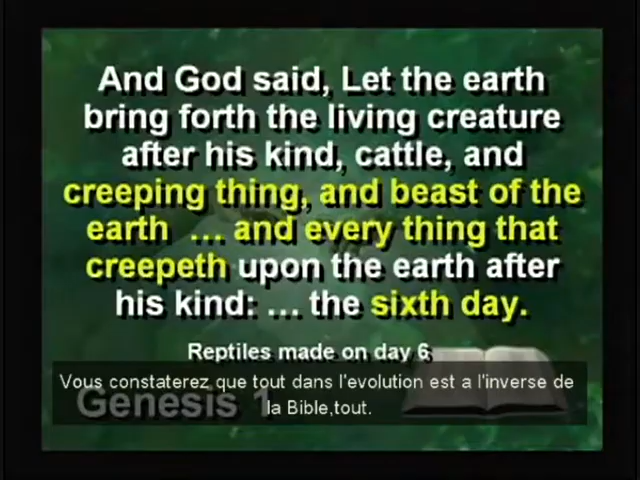 And God said, Let the earth
bring forth the living creature
after his kind, cattle, and
creeping thing, and beast of the
earth ... and every thing that
creepeth upon the earth after
his kind: ... the sixth day.
Reptiles made on day 6
Vous constaterez que tout dans l'evolution est a l'inverse de
la Bible,tout.
Genesis 1